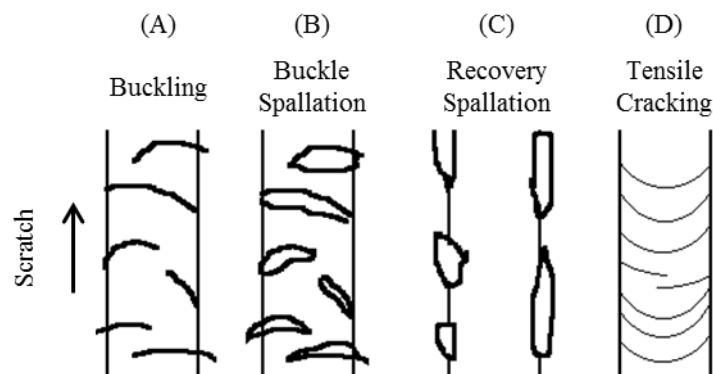 (A)
Buckling
(B)
Buckle
Spallation
(C)
Recovery
Spallation
(D)
Tensile
Cracking
Scratch